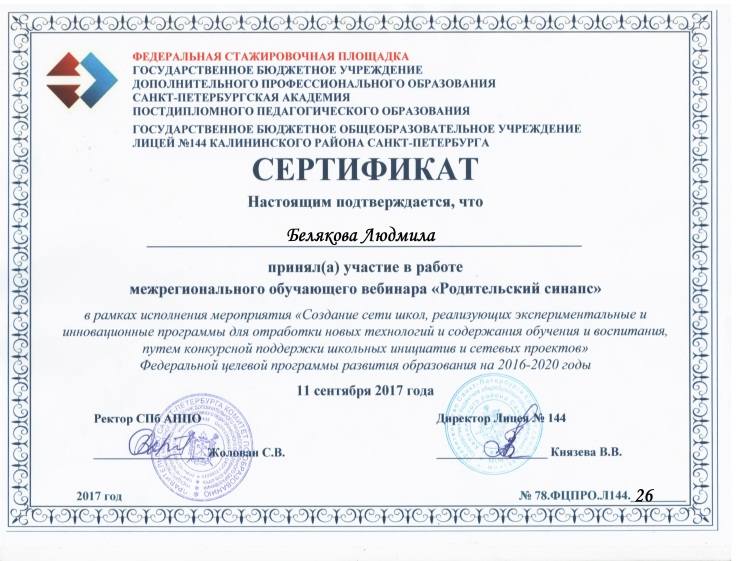 ФЕДЕРАЛЬНАЯ СТАЖИРОВОЧНАЯ ПЛОЩАДКА
ГОСУДАРСТВЕННОЕ БЮДЖЕТНОЕ УЧРЕЖДЕНИЕ
ДОПОЛНИТЕЛЬНОГО ПРОФЕССИОНАЛЬНОГО ОБРАЗОВАНИЯ
САНКТ-ПЕТЕРБУРГСКАЯ АКАДЕМИЯ
ПОСТДИПЛОМНОГО ПЕДАГОГИЧЕСКОГО ОБРАЗОВАНИЯ
ГОСУДАРСТВЕННОЕ БЮДЖЕТНОЕ ОБЩЕОБРАЗОВАТЕЛЬНОЕ УЧРЕЖДЕНИЕ
ЛИЦЕЙ №144 КАЛИНИНСКОГО РАЙОНА САНКТ-ПЕТЕРБУРГА
СЕРТИФИКАТ
Настоящим подтверждается, что
Белякова Людмила
принял(а) участие в работе
межрегионального обучающего вебинара «Родительский синапс»
в рамках исполнения мероприятия «Создание сети школ, реализующих экспериментальные и
инновационные программы для отработки новых технологий и содержания обучения и воспитания,
путем конкурсной поддержки школьных инициатив и сетевых проектов»
Федеральной целевой программы развития образования на 2016-2020 годы
11 сентября 2017 года
Ректор СПб АППО
Директор Лицея № 144
Жолован С.В.
Князева В.В.
2017 год
№ 78.ФЦПРО.Л144. 26